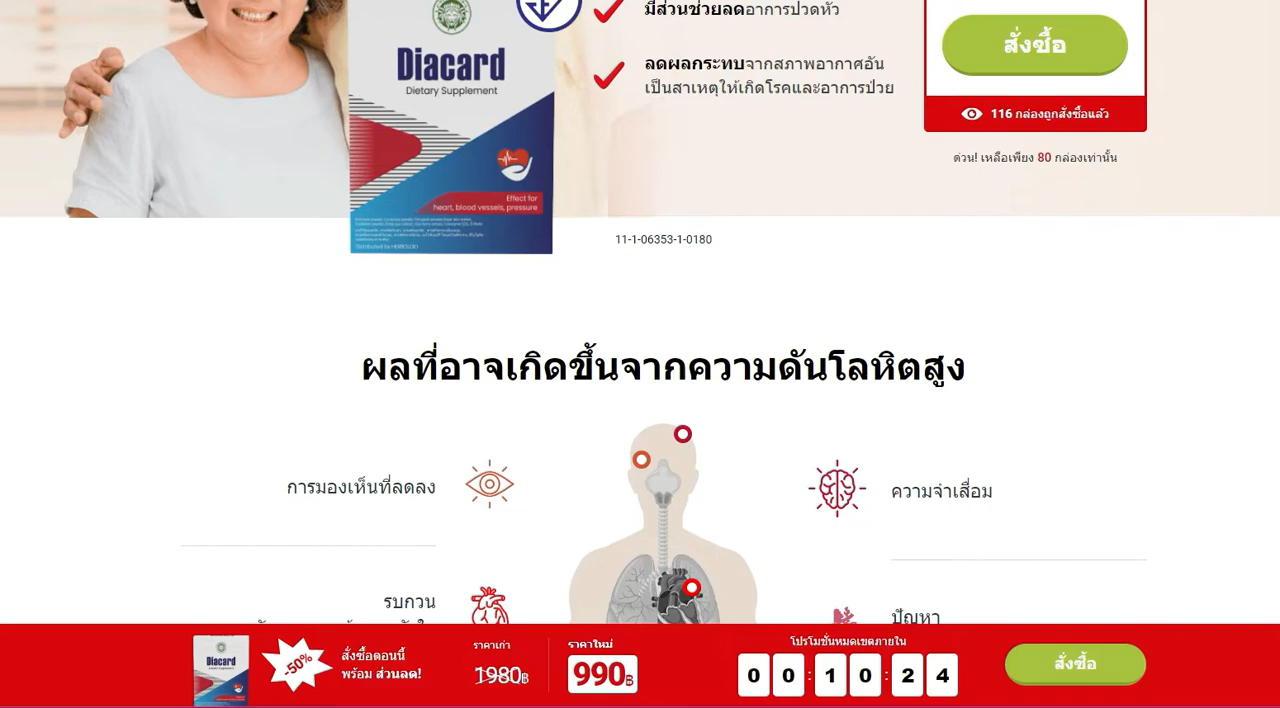 มีส่วนช่วยลดอาการปวดหัว
สั่งซื้อ
Diacard
Dietary Supplement
ลดผลกระทบจากสภาพอากาศอัน
เป็นสาเหตุให้เกิดโรคและอาการป่วย
116 กล่องถูกสั่งซื้อแล้ว
ด่วน! เหลือเพียง 80 กล่องเท่านั้น
Effect for
heart, blood vessels, pressure
Distributed by HERBOLOID
11-1-06353-1-0180
ผลที่อาจเกิดขึ้นจากความดันโลหิตสูง
การมองเห็นที่ลดลง
ความจำเสื่อม
รบกวน
ปัญหา
Diacard
-50%
สั่งซื้อตอนนี้
พร้อม ส่วนลด!
ราคาเก่า
1980฿
ราคาใหม่
990฿
โปรโมชั่นหมดเขตภายใน
0 0 : 1 0 : 2 4
สั่งซื้อ